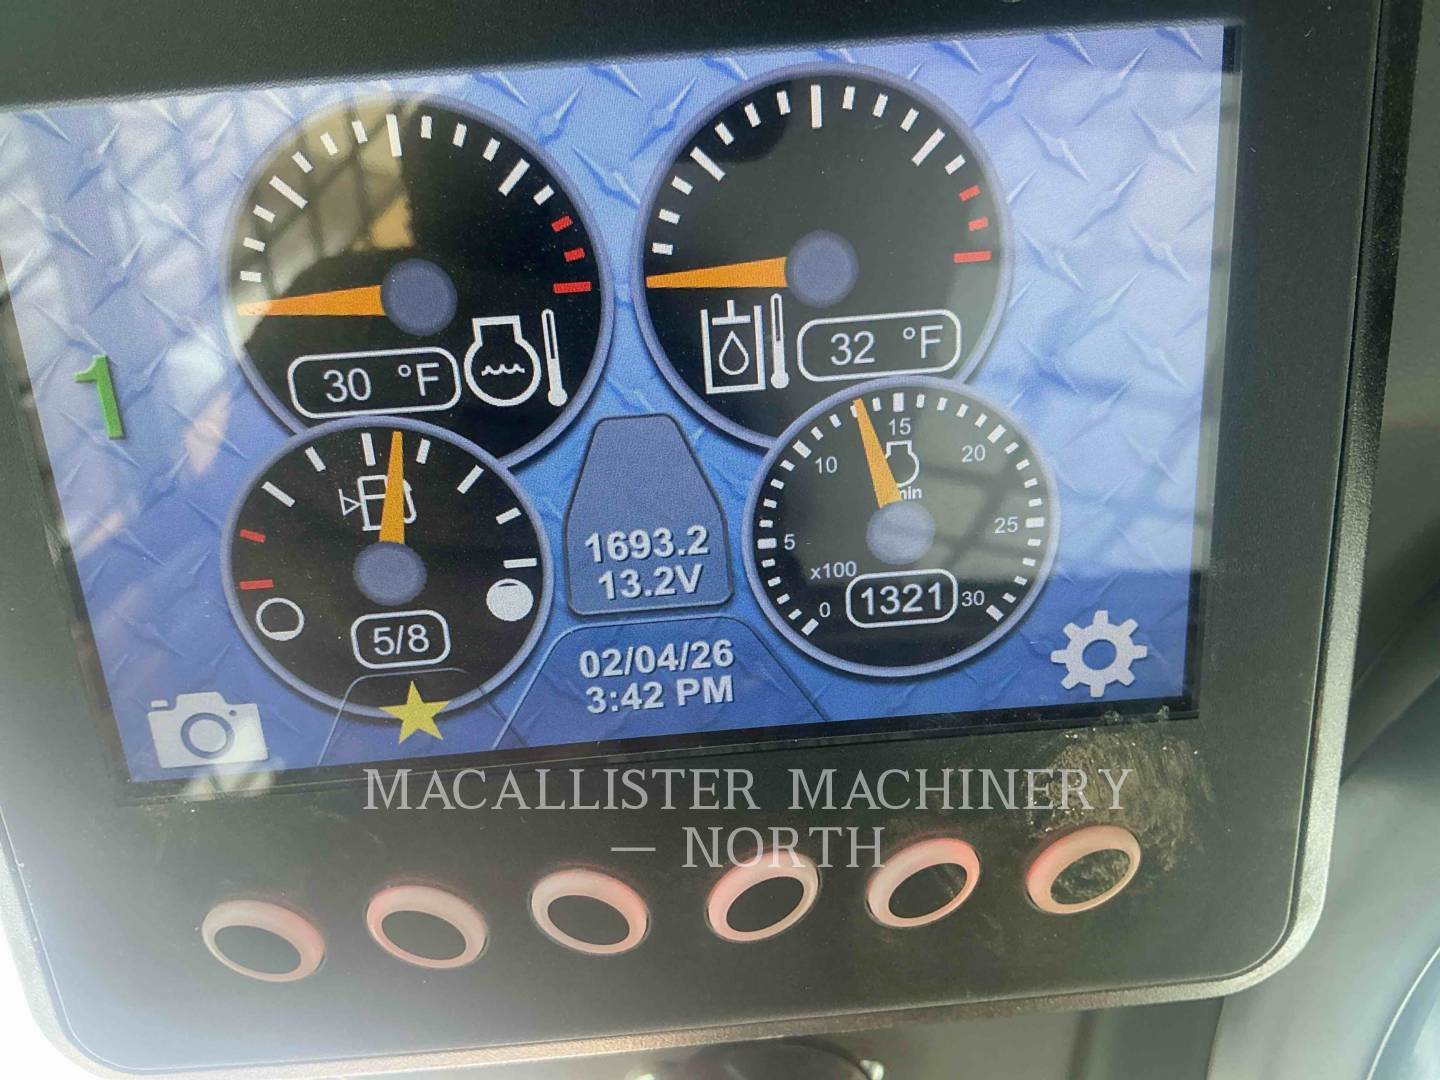 1
30 °F
32 °F
10
15
20
min
5
25
x100
0
1321
30
5/8
1693.2
13.2V
02/04/26
3:42 PM
MACALLISTER MACHINERY
— NORTH